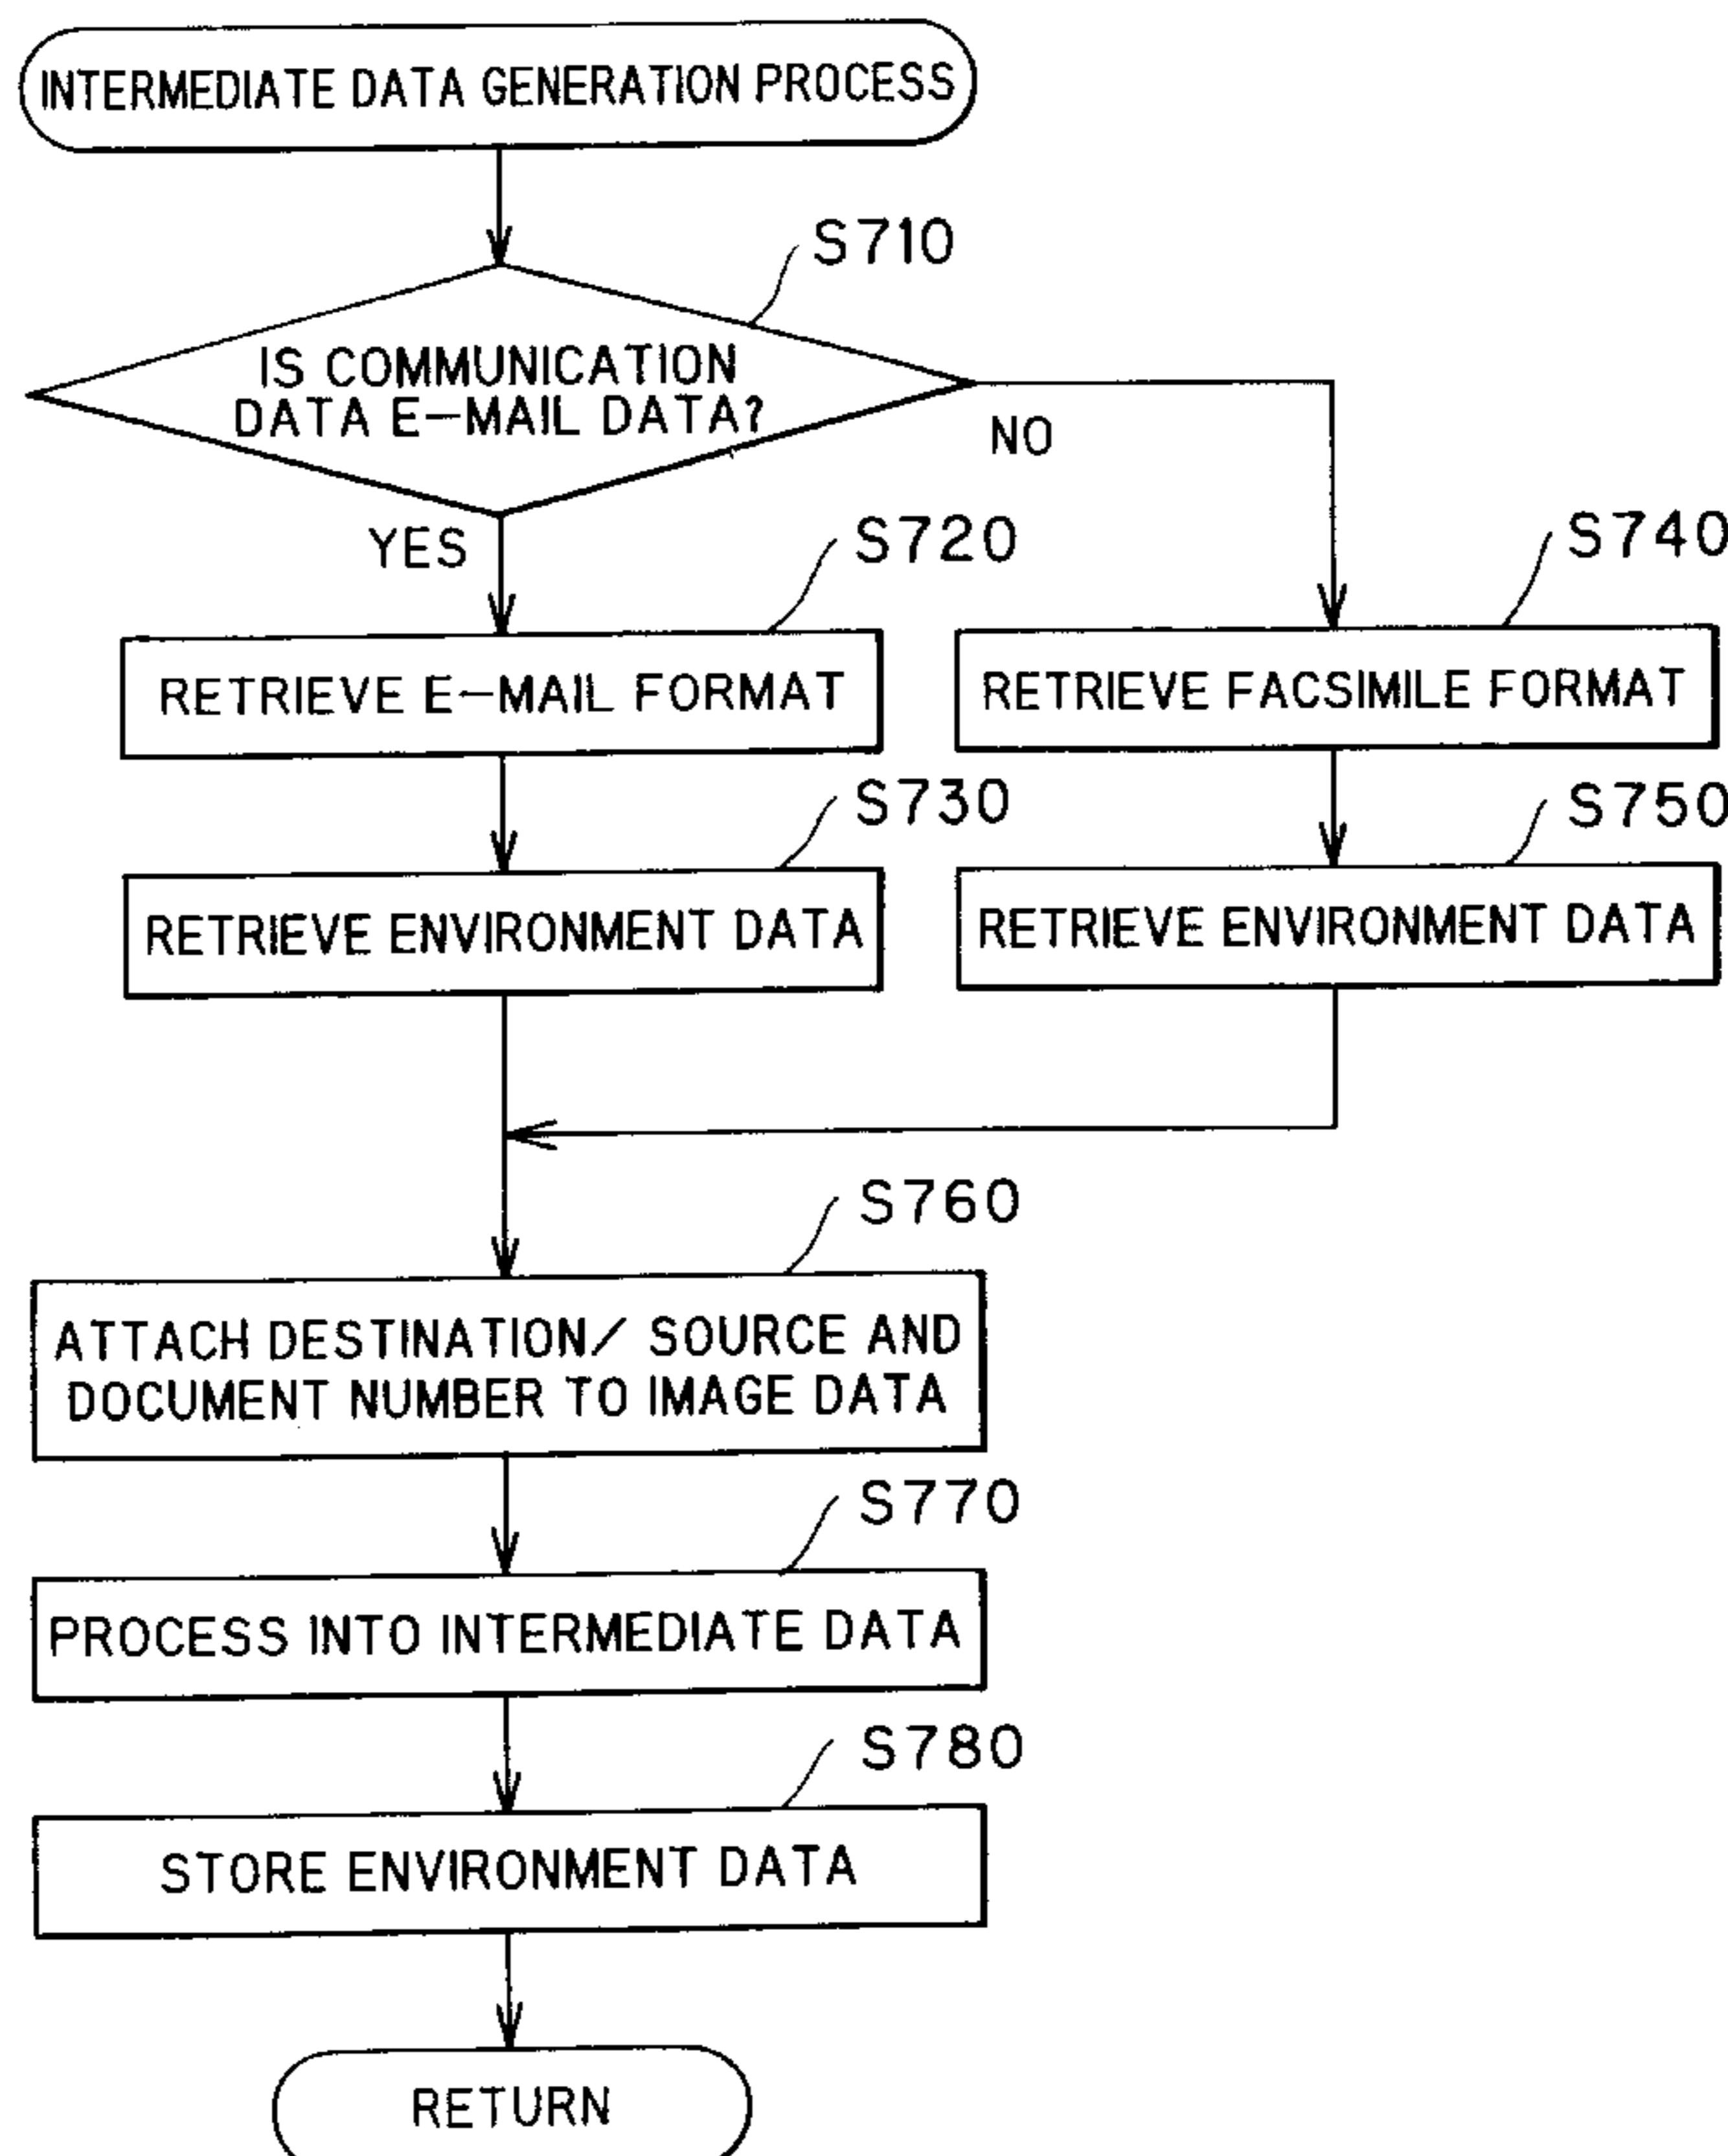 INTERMEDIATE DATA GENERATION PROCESS
S710
IS COMMUNICATION
DATA E-MAIL DATA?
NO
YES
S720
S740
RETRIEVE E-MAIL FORMAT
RETRIEVE FACSIMILE FORMAT
S730
S750
RETRIEVE ENVIRONMENT DATA
RETRIEVE ENVIRONMENT DATA
S760
ATTACH DESTINATION/ SOURCE AND
DOCUMENT NUMBER TO IMAGE DATA
S770
PROCESS INTO INTERMEDIATE DATA
S780
STORE ENVIRONMENT DATA
RETURN